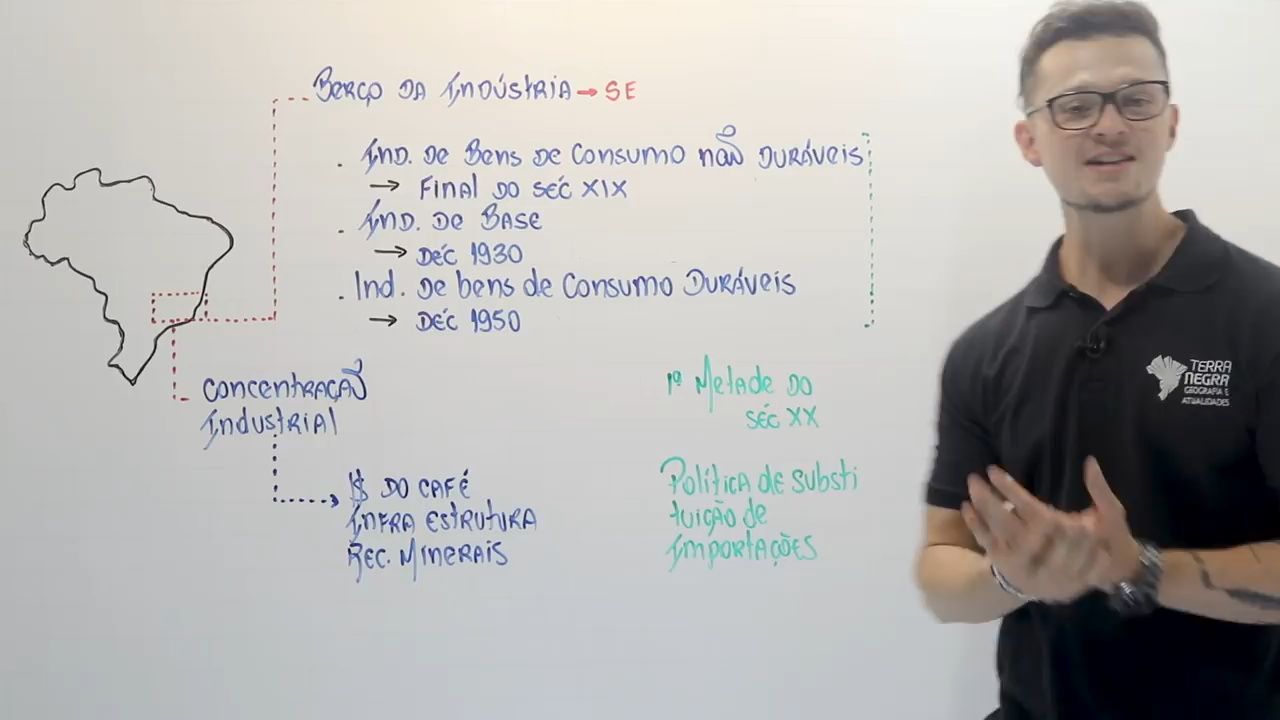 Berço da Indústria → SE
. Ind. de Bens de Consumo não Duráveis
→ Final do séc XIX
. Ind. de Base
→ Déc 1930
. Ind. de bens de Consumo Duráveis
→ Déc 1950
Concentração
Industrial
$ do café
Infra estrutura
Rec. Minerais
1ª Metade do
séc XX
Política de substi
tuição de
Importações
TERRA
NEGRA
GEOGRAFIA E
ATUALIDADES